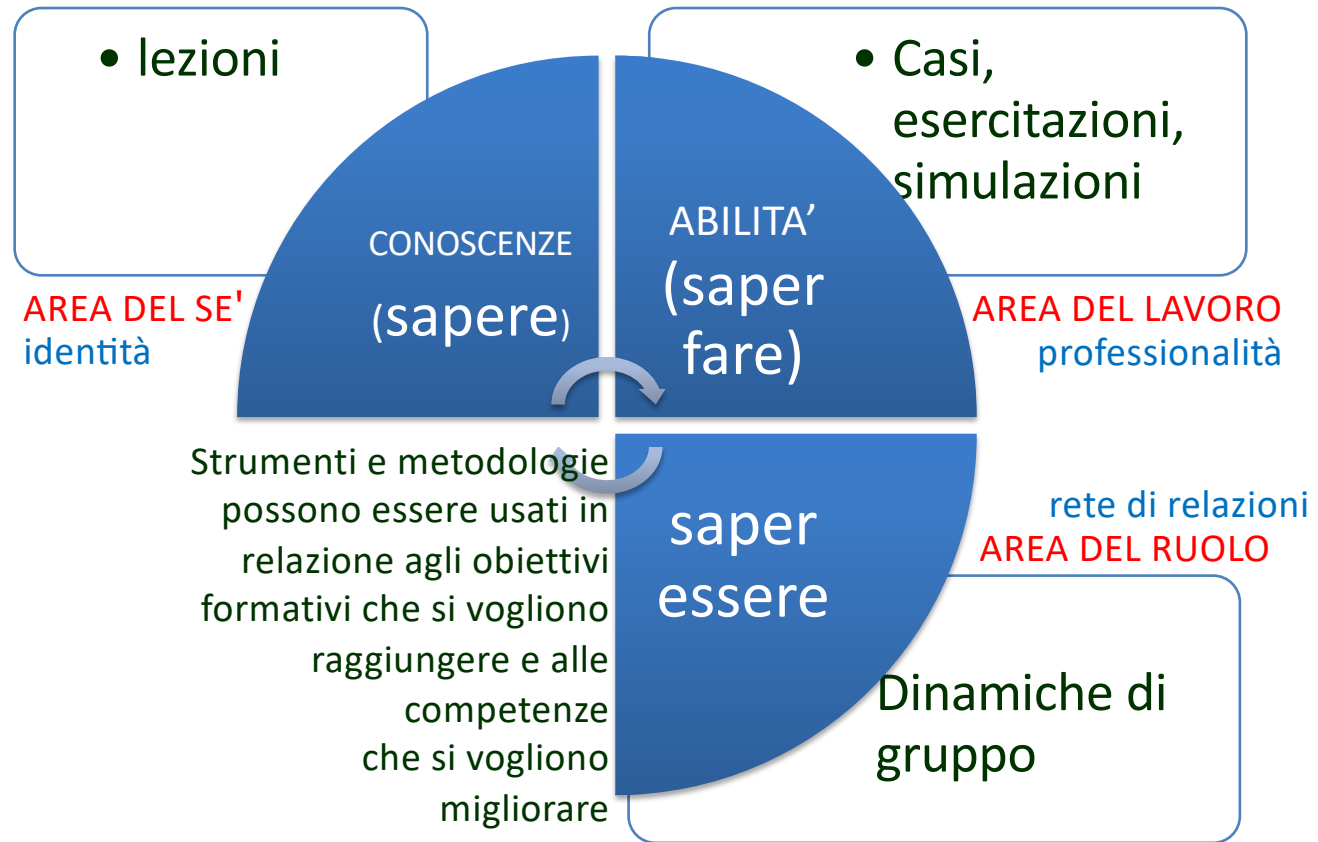 • lezioni
CONOSCENZE
(sapere)
AREA DEL SE'
identità
• Casi,
esercitazioni,
simulazioni
ABILITA’
(saper
fare)
AREA DEL LAVORO
professionalità
Strumenti e metodologie
possono essere usati in
relazione agli obiettivi
formativi che si vogliono
raggiungere e alle
competenze
che si vogliono
migliorare
saper
essere
rete di relazioni
AREA DEL RUOLO
Dinamiche di
gruppo